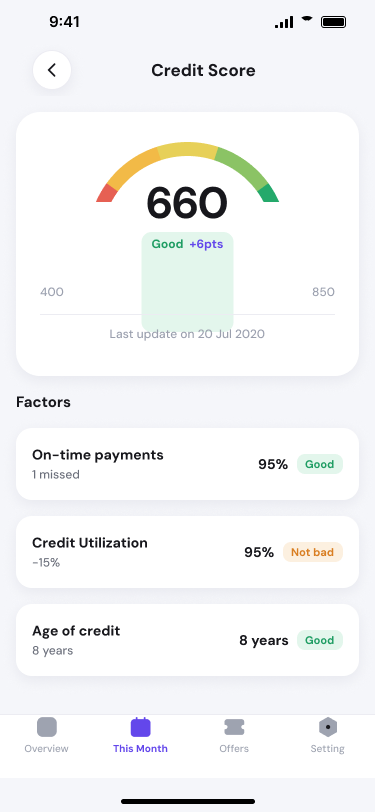 9:41
Credit Score
660
Good +6pts
400 850
Last update on 20 Jul 2020
Factors
On-time payments
1 missed
95% Good
Credit Utilization
-15%
95% Not bad
Age of credit
8 years
8 years Good
Overview This Month Offers Setting